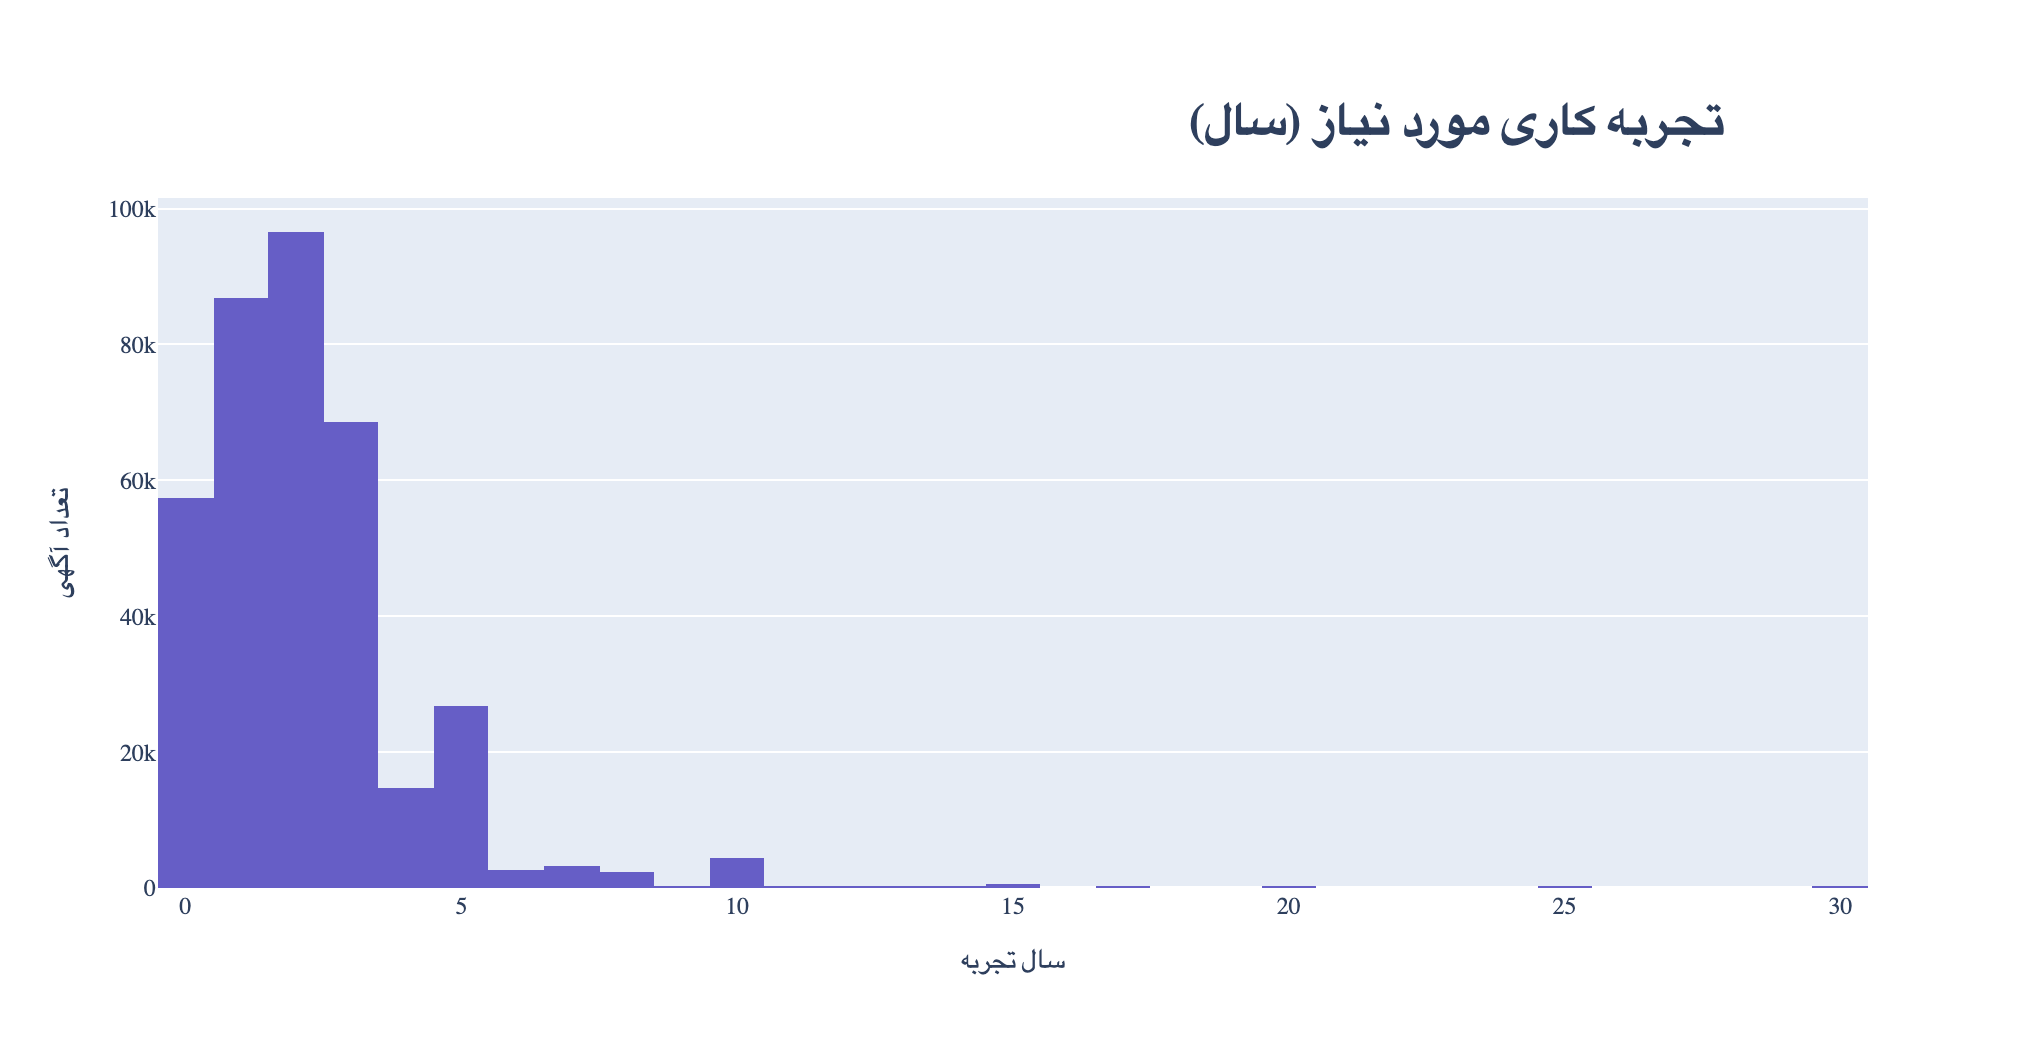 تجربه کاری مورد نیاز (سال)
100k
80k
60k
40k
20k
0
تعداد آگهی
0 5 10 15 20 25 30
سال تجربه